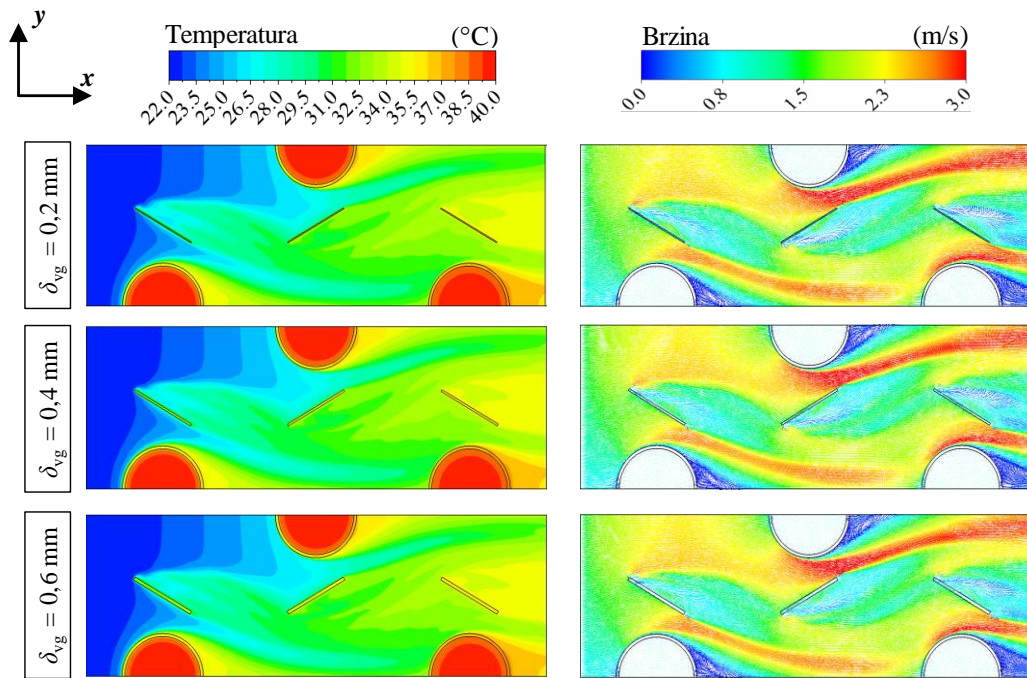 y
x
Temperatura (°C)
22.0 23.5 25.0 26.5 28.0 29.5 31.0 32.5 34.0 35.5 37.0 38.5 40.0
Brzina (m/s)
0.0 0.8 1.5 2.3 3.0
δvg = 0,2 mm
δvg = 0,4 mm
δvg = 0,6 mm